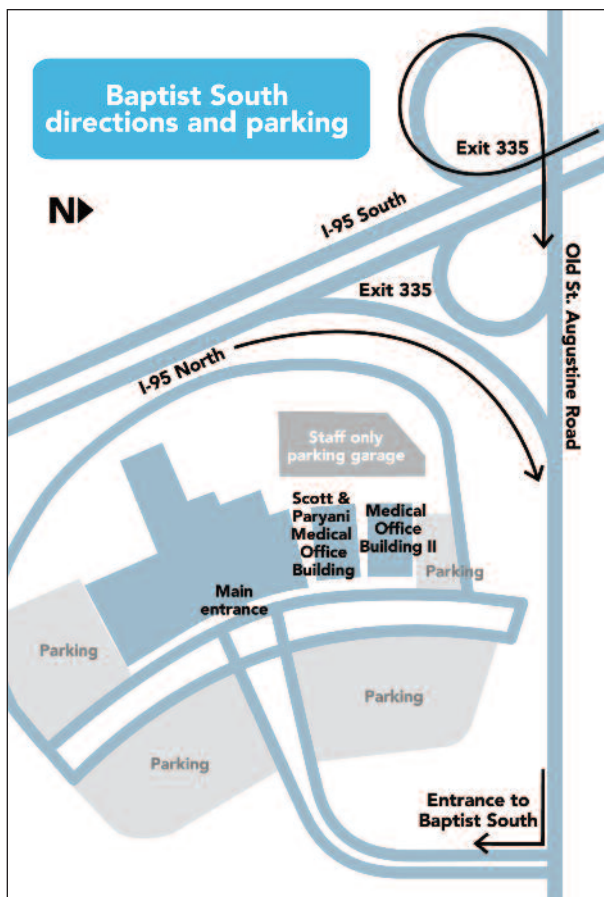 Baptist South
directions and parking
Exit 335
N
I-95 South
Old St. Augustine Road
Exit 335
I-95 North
Staff only
parking garage
Scott &
Paryani
Medical
Office
Building
Medical
Office
Building II
Parking
Main
entrance
Parking
Parking
Parking
Entrance to
Baptist South